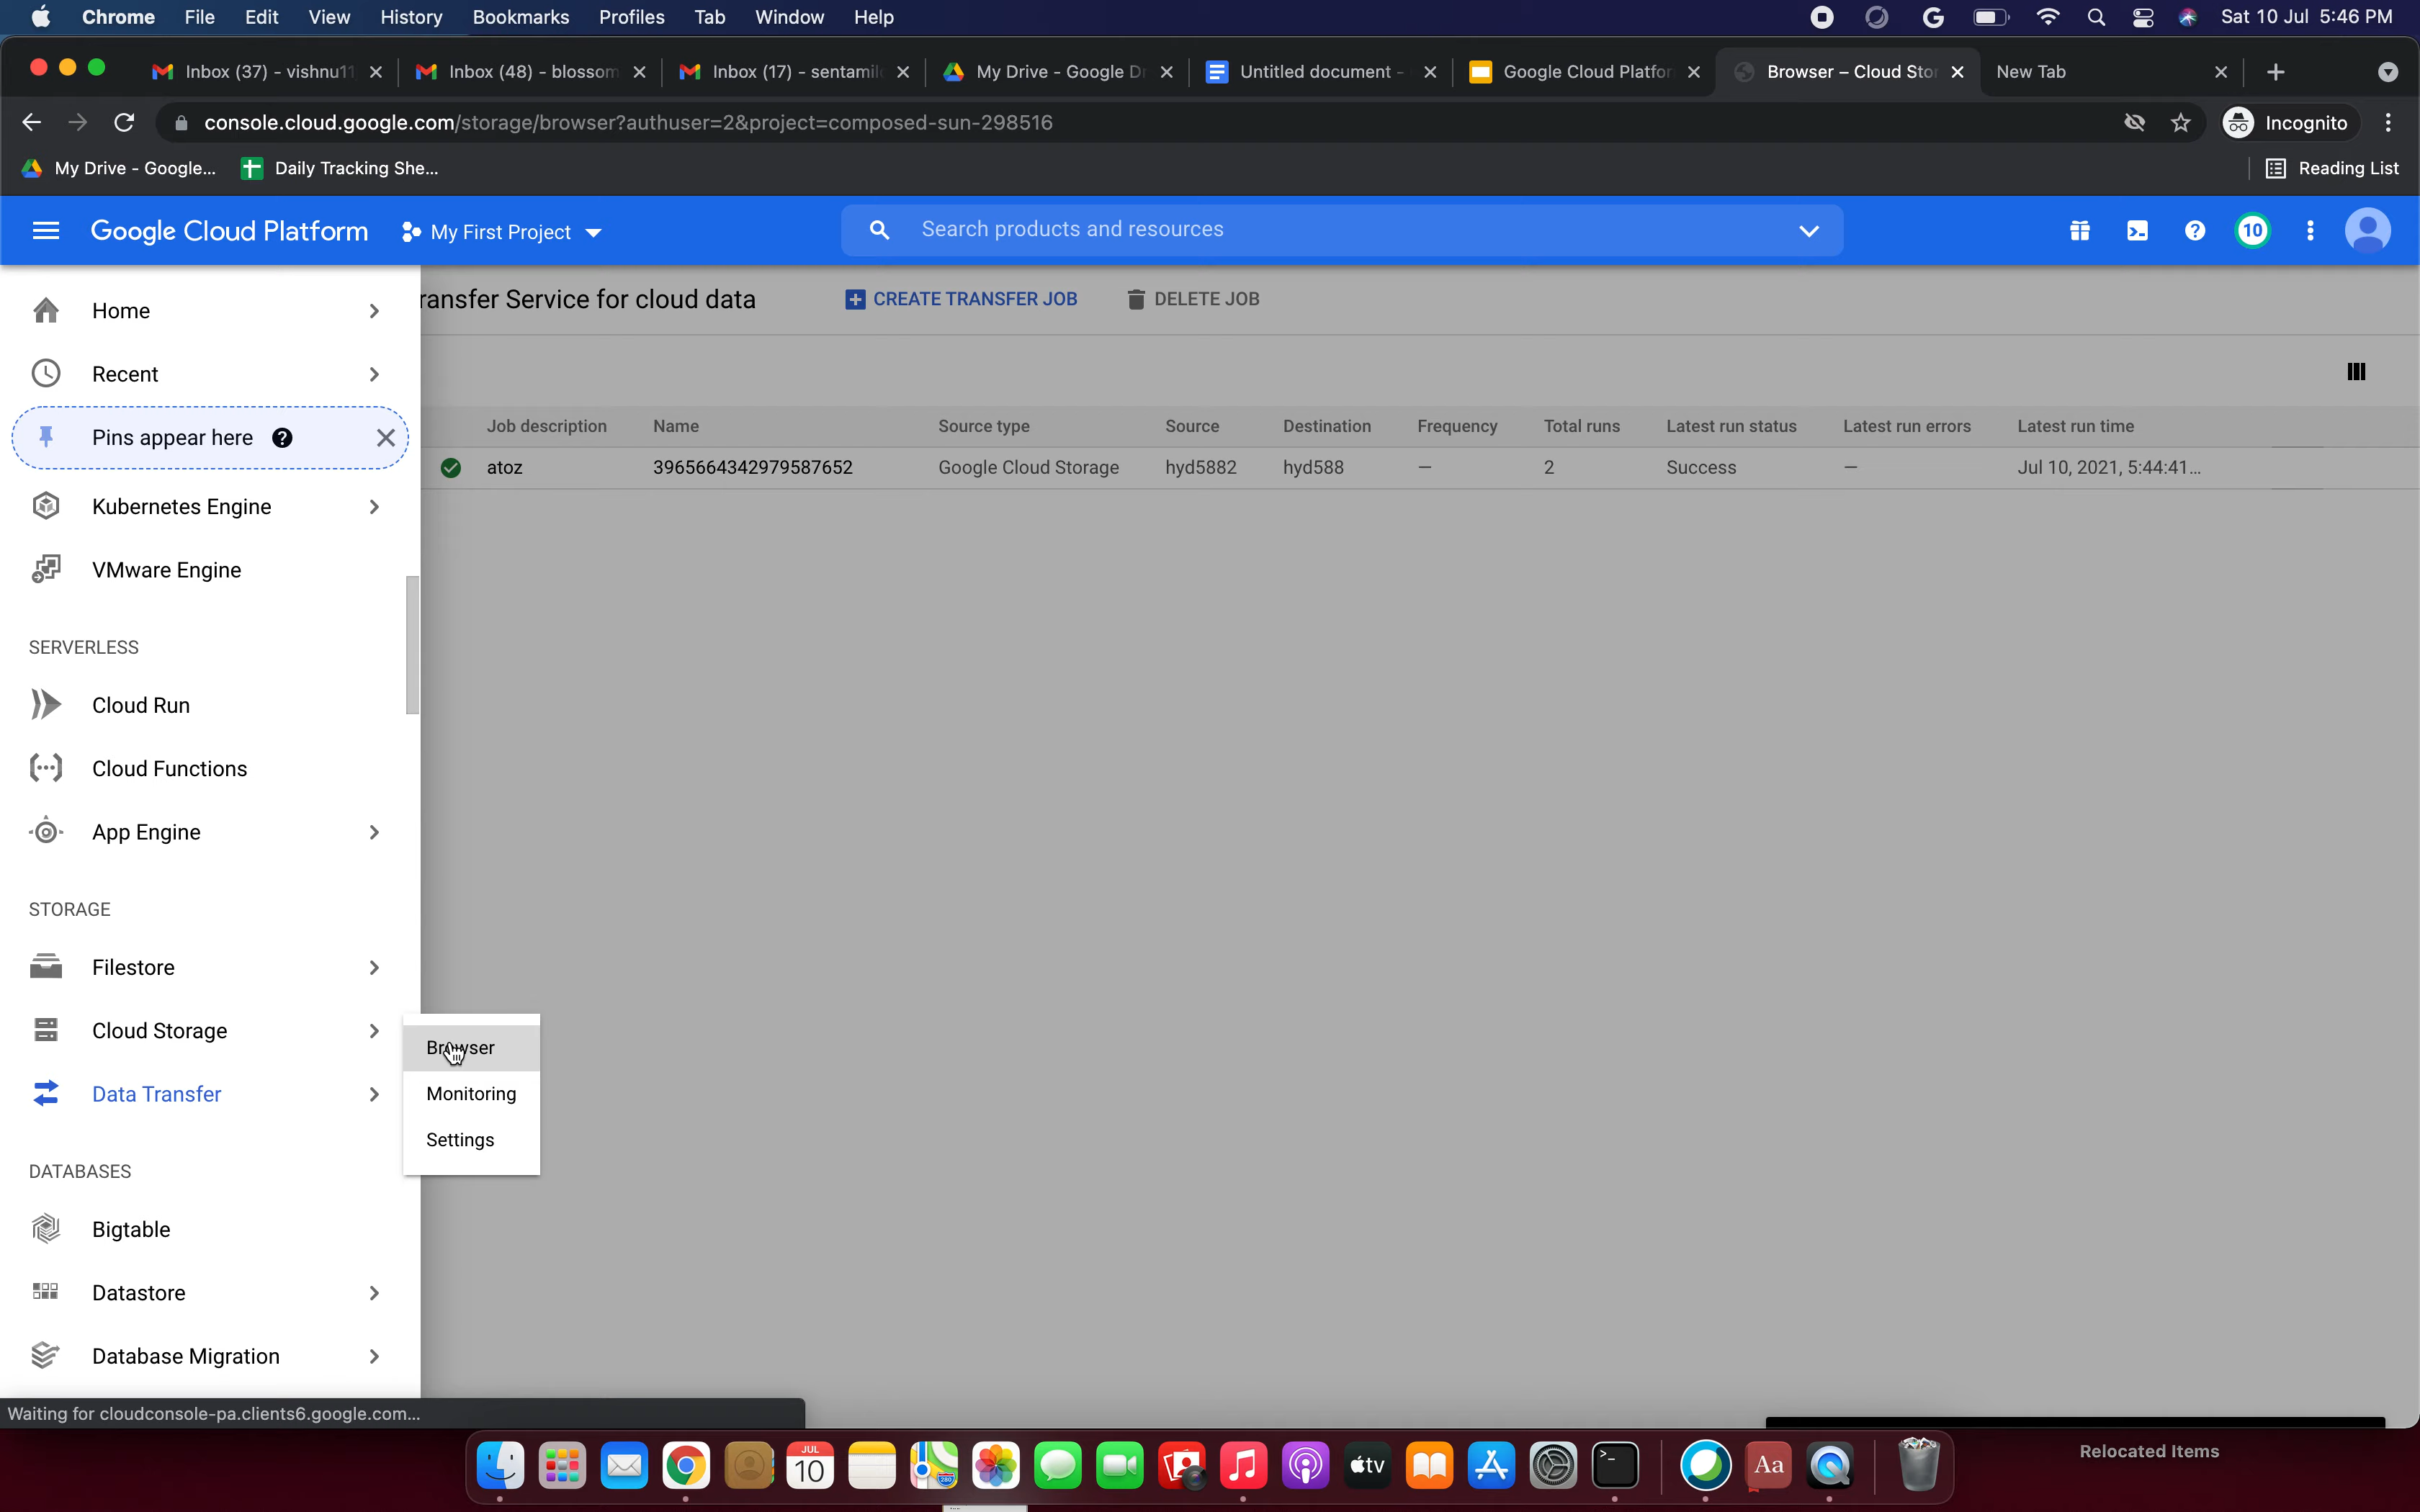 Chrome File Edit View History Bookmarks Profiles Tab Window Help Sat 10 Jul 5:46 PM
Inbox (37) - vishnu11 Inbox (48) - blossom Inbox (17) - sentamil My Drive - Google Dr Untitled document - Google Cloud Platfor Browser – Cloud Stor New Tab
console.cloud.google.com/storage/browser?authuser=2&project=composed-sun-298516 Incognito
My Drive - Google... Daily Tracking She... Reading List
Google Cloud Platform My First Project Search products and resources 10
Home
ransfer Service for cloud data CREATE TRANSFER JOB DELETE JOB
Recent
Pins appear here
Kubernetes Engine
VMware Engine
SERVERLESS
Cloud Run
Cloud Functions
App Engine
STORAGE
Filestore
Cloud Storage
Data Transfer
DATABASES
Bigtable
Datastore
Database Migration
Browser
Monitoring
Settings
Job description Name Source type Source Destination Frequency Total runs Latest run status Latest run errors Latest run time
atoz 3965664342979587652 Google Cloud Storage hyd5882 hyd588 — 2 Success — Jul 10, 2021, 5:44:41...
Waiting for cloudconsole-pa.clients6.google.com...
JUL
10
280
tv
Aa
Relocated Items